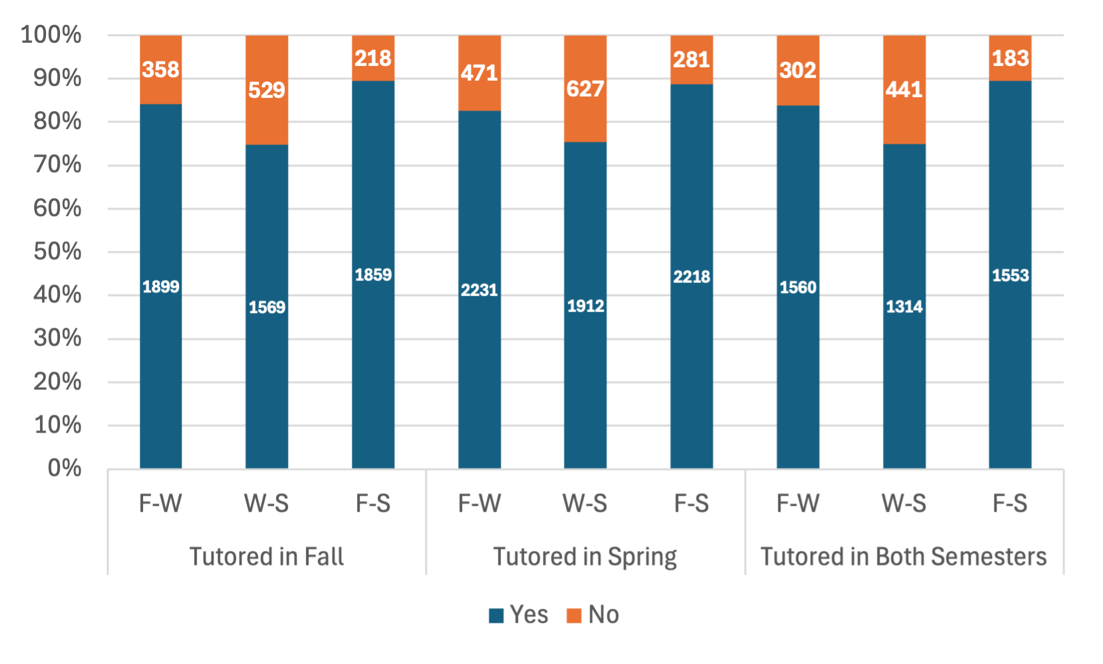 100%
90%
80%
70%
60%
50%
40%
30%
20%
10%
0%
358 529 218 471 627 281 302 441 183
1899 1569 1859 2231 1912 2218 1560 1314 1553
F-W W-S F-S F-W W-S F-S F-W W-S F-S
Tutored in Fall Tutored in Spring Tutored in Both Semesters
Yes No